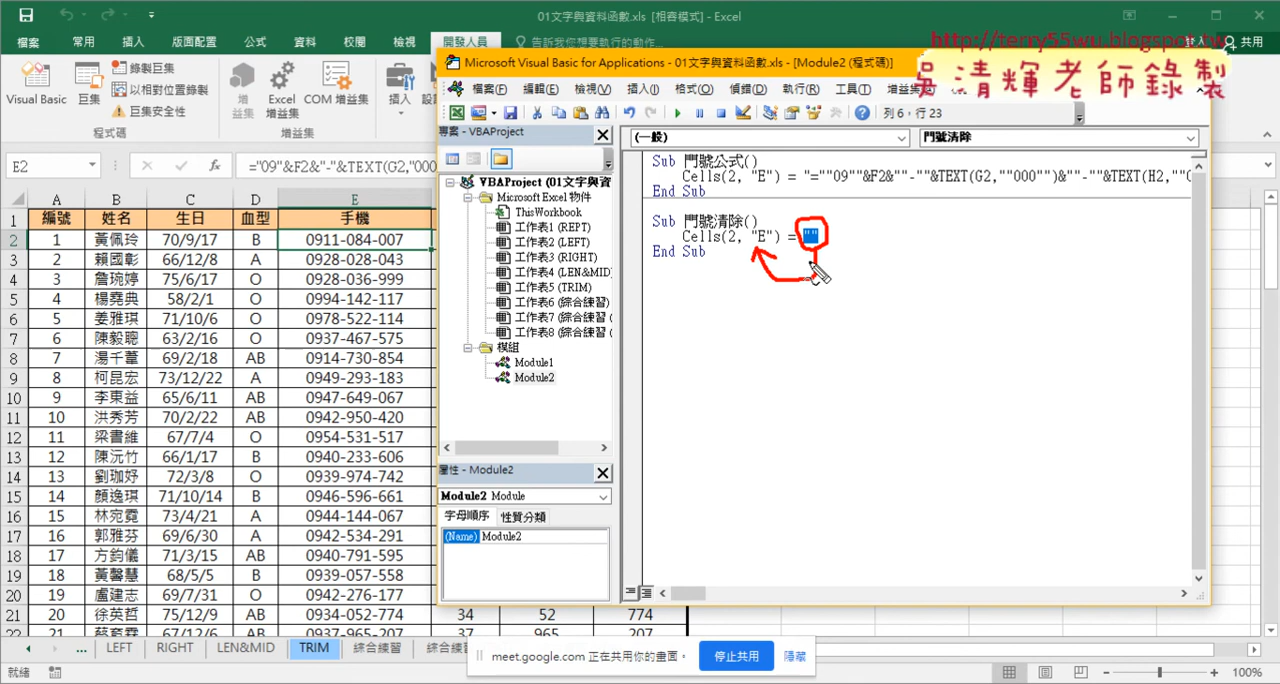 01文字與資料函數.xls [相容模式] - Excel
檔案 常用 插入 版面配置 公式 資料 校閱 檢視 開發人員 告訴我您想要執行的動作... 共用
http://terry55wu.blogspot.tw
吳清輝老師錄製
Visual Basic 巨集 錄製巨集 以相對位置錄製 巨集安全性 增益集 Excel 增益集 COM 增益集 插入
程式碼 增益集
E2 fx ="09"&F2&"-"&TEXT(G2,"000
A B C D E
1 編號 姓名 生日 血型 手機
2 1 黃佩玲 70/9/17 B 0911-084-007
3 2 賴國彰 66/12/8 A 0928-028-043
4 3 詹琬婷 75/6/17 O 0928-036-999
5 4 楊堯典 58/2/1 O 0994-142-117
6 5 姜雅琪 71/10/6 O 0978-522-114
7 6 陳毅聰 63/2/16 O 0937-467-575
8 7 湯千葦 69/2/18 AB 0914-730-854
9 8 柯昆宏 73/12/22 A 0949-293-183
10 9 李東益 65/6/11 AB 0947-649-067
11 10 洪秀芳 70/2/22 AB 0942-950-420
12 11 梁書維 67/7/4 O 0954-531-517
13 12 陳沅竹 66/1/17 B 0940-233-606
14 13 劉珈妤 72/3/8 O 0939-974-742
15 14 顏逸琪 71/10/14 B 0946-596-661
16 15 林宛霓 73/4/21 A 0944-144-067
17 16 郭雅芬 69/6/30 A 0942-534-291
18 17 方鈞儀 71/3/15 AB 0940-791-595
19 18 黃馨慧 68/5/5 B 0939-057-558
20 19 盧建志 69/7/31 O 0942-276-177
21 20 徐英哲 75/12/9 AB 0934-052-774 34 52 774
22 21 67/12/6 AB 0937-965-207 37 965 207
Microsoft Visual Basic for Applications - 01文字與資料函數.xls - [Module2 (程式碼)]
檔案(F) 編輯(E) 檢視(V) 插入(I) 格式(O) 偵錯(D) 執行(R) 工具(T)
列 6, 行 23
專案 - VBAProject
VBAProject (01文字與資
Microsoft Excel 物件
ThisWorkbook
工作表1 (REPT)
工作表2 (LEFT)
工作表3 (RIGHT)
工作表4 (LEN&MID)
工作表5 (TRIM)
工作表6 (綜合練習)
工作表7 (綜合練習 (
工作表8 (綜合練習 (
模組
Module1
Module2
屬性 - Module2
Module2 Module
字母順序 性質分類
(Name) Module2
(一般) 門號清除
Sub 門號公式()
Cells(2, "E") = "=""09""&F2&""-""&TEXT(G2,""000"")&""-""&TEXT(H2,""0
End Sub
Sub 門號清除()
Cells(2, "E") = ""
End Sub
... LEFT RIGHT LEN&MID TRIM 綜合練習 綜合練
meet.google.com 正在共用你的畫面。 停止共用 隱藏
就緒 100%